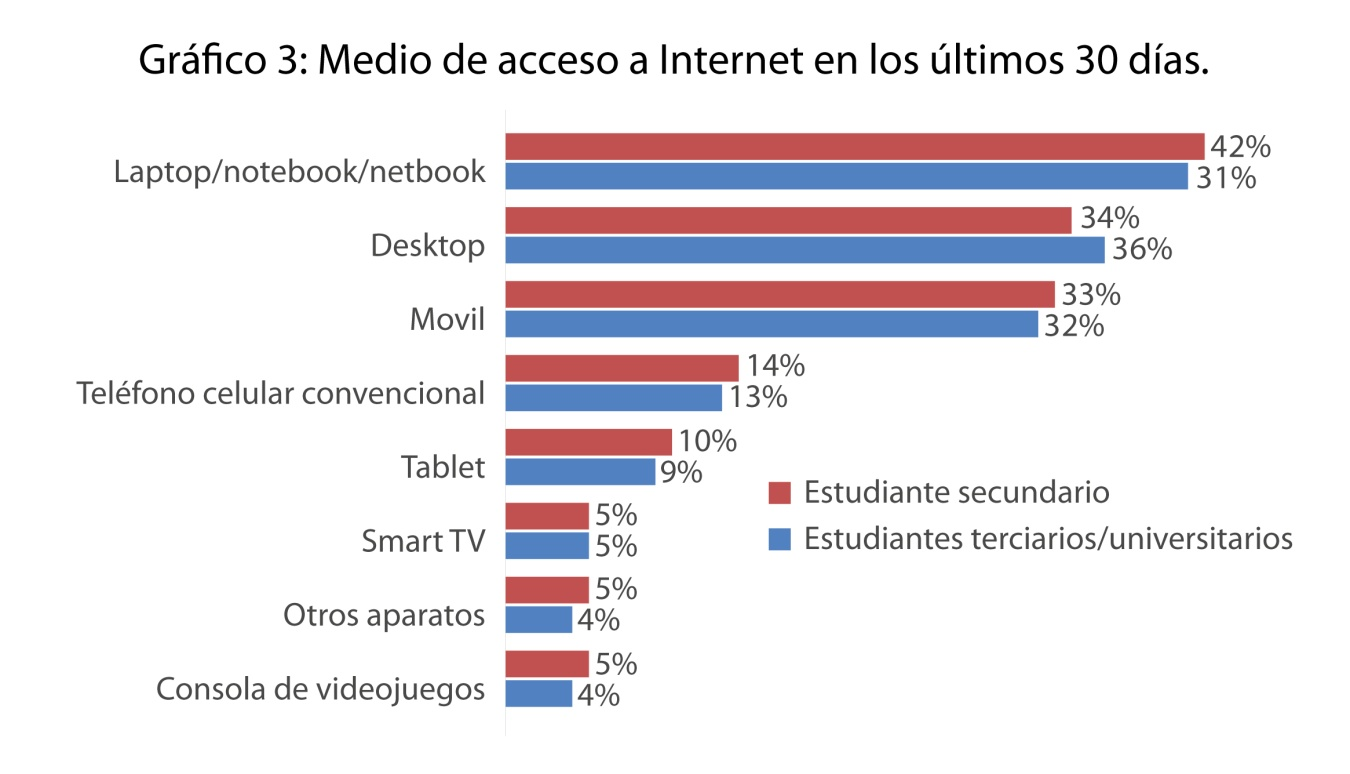 Gráfico 3: Medio de acceso a Internet en los últimos 30 días.
Laptop/notebook/netbook
42%
31%
Desktop
34%
36%
Movil
33%
32%
Teléfono celular convencional
14%
13%
Tablet
10%
9%
Smart TV
5%
5%
Otros aparatos
5%
4%
Consola de videojuegos
5%
4%
Estudiante secundario
Estudiantes terciarios/universitarios